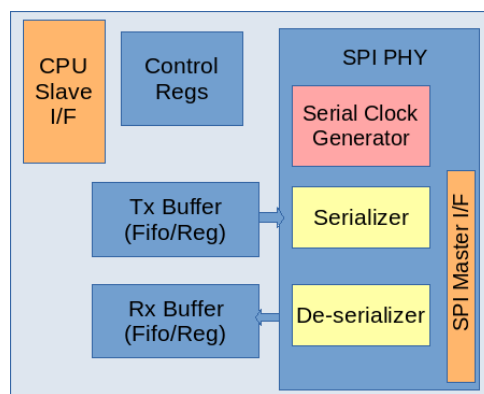 CPU
Slave
I/F
Control
Regs
SPI PHY
Serial Clock
Generator
Tx Buffer
(Fifo/Reg)
Serializer
Rx Buffer
(Fifo/Reg)
De-serializer
SPI Master I/F